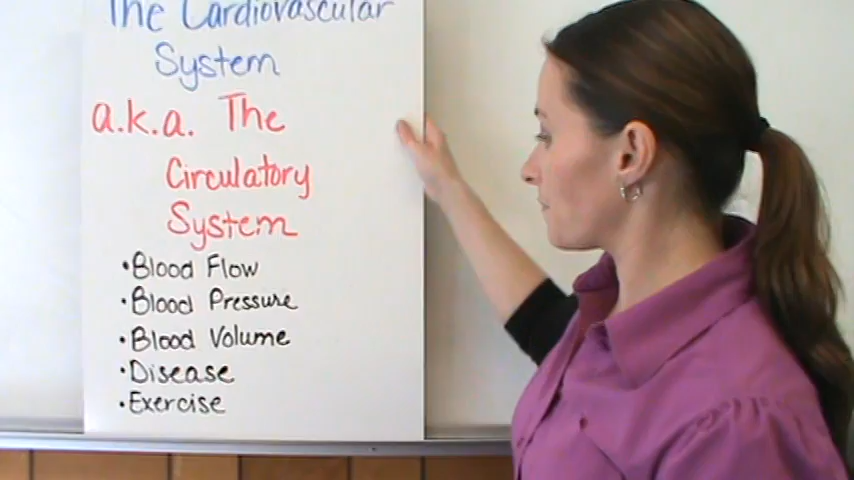 The Cardiovascular
System
a.k.a. The
Circulatory
System
•Blood Flow
•Blood Pressure
•Blood Volume
•Disease
•Exercise